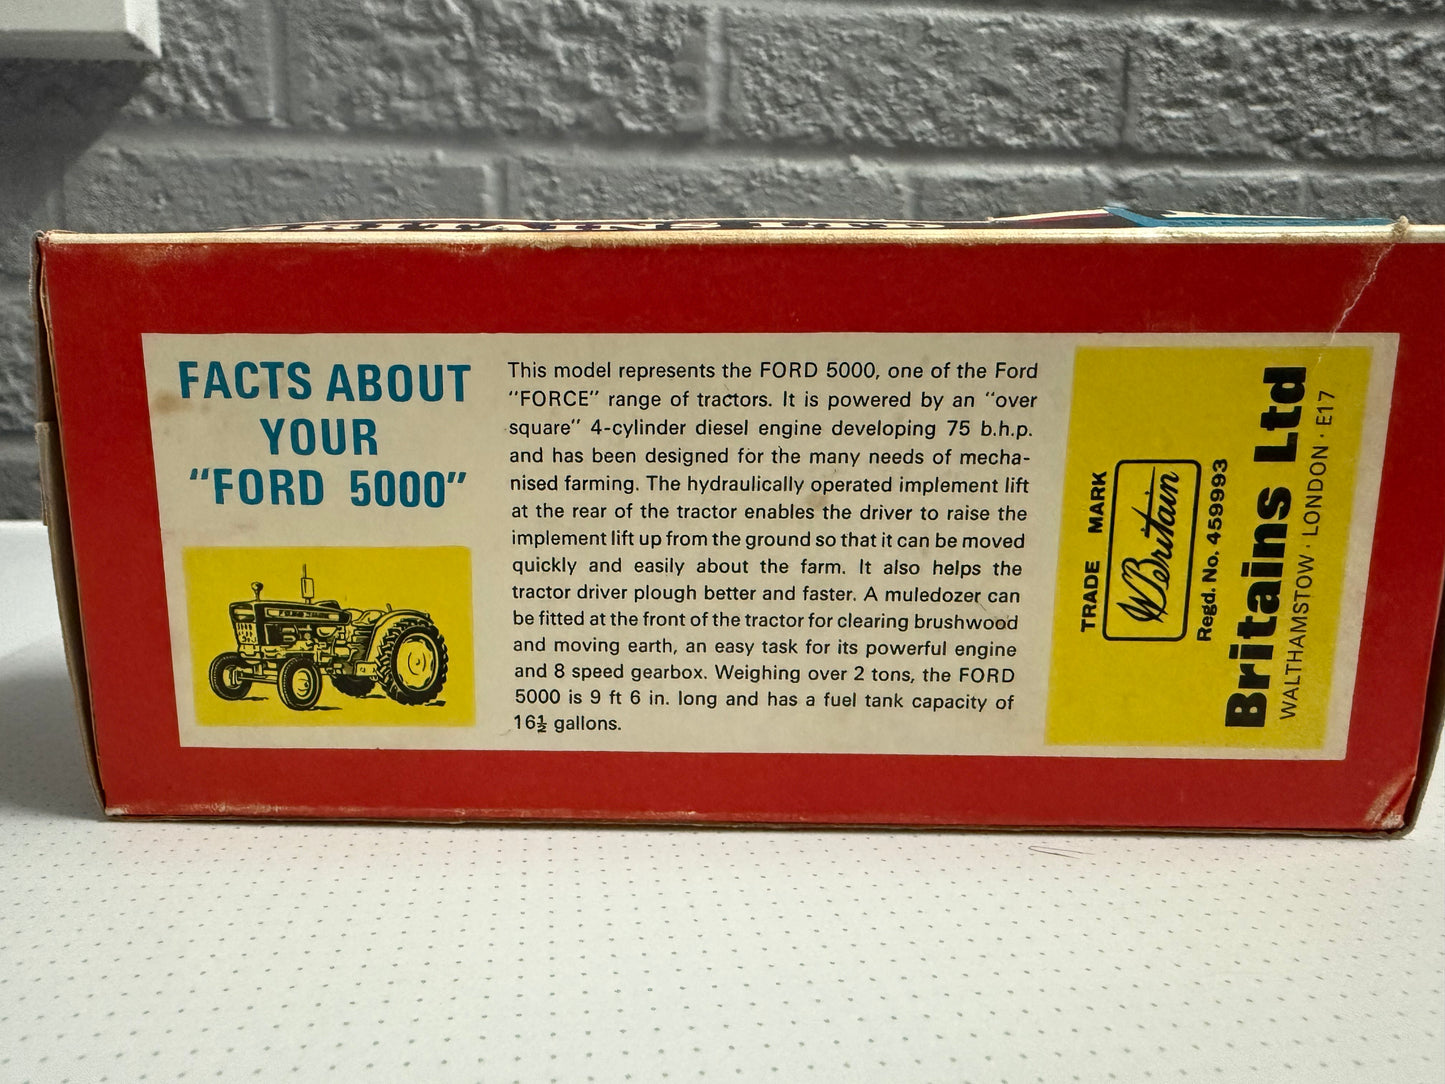 FACTS ABOUT
YOUR
"FORD 5000"
This model represents the FORD 5000, one of the Ford
"FORCE" range of tractors. It is powered by an "over
square" 4-cylinder diesel engine developing 75 b.h.p.
and has been designed for the many needs of mecha-
nised farming. The hydraulically operated implement lift
at the rear of the tractor enables the driver to raise the
implement lift up from the ground so that it can be moved
quickly and easily about the farm. It also helps the
tractor driver plough better and faster. A muledozer can
be fitted at the front of the tractor for clearing brushwood
and moving earth, an easy task for its powerful engine
and 8 speed gearbox. Weighing over 2 tons, the FORD
5000 is 9 ft 6 in. long and has a fuel tank capacity of
16½ gallons.
TRADE MARK
W Britain
Regd. No. 459993
Britains Ltd
WALTHAMSTOW · LONDON · E17